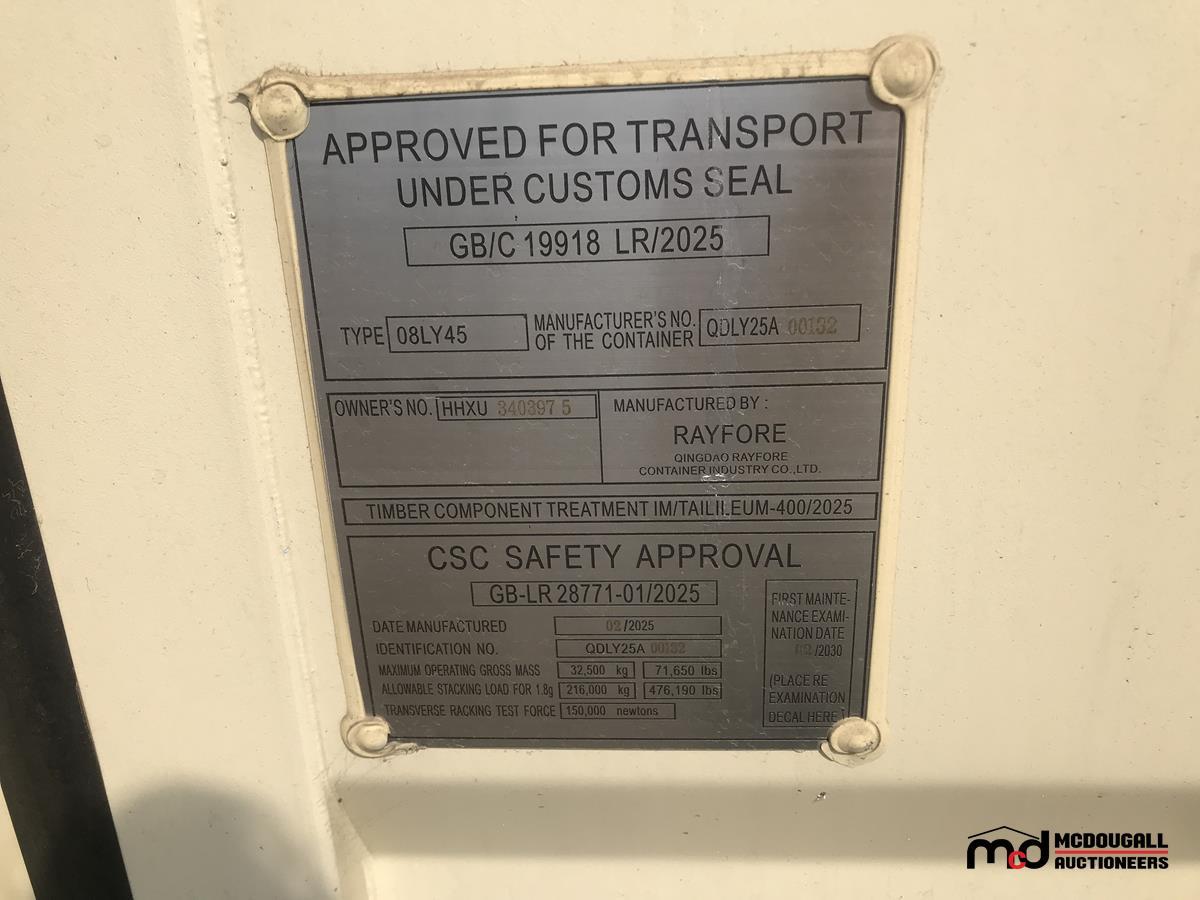 APPROVED FOR TRANSPORT
UNDER CUSTOMS SEAL
GB/C 19918 LR/2025
TYPE 08LY45
MANUFACTURER'S NO.
OF THE CONTAINER
QDLY25A 00132
OWNER'S NO. HHXU 340397 5
MANUFACTURED BY :
RAYFORE
QINGDAO RAYFORE
CONTAINER INDUSTRY CO.,LTD.
TIMBER COMPONENT TREATMENT IM/TAILILEUM-400/2025
CSC SAFETY APPROVAL
GB-LR 28771-01/2025
DATE MANUFACTURED 02/2025
IDENTIFICATION NO. QDLY25A 00132
MAXIMUM OPERATING GROSS MASS 32,500 kg 71,650 lbs
ALLOWABLE STACKING LOAD FOR 1.8g 216,000 kg 476,190 lbs
TRANSVERSE RACKING TEST FORCE 150,000 newtons
FIRST MAINTE-
NANCE EXAMI-
NATION DATE
02/2030
(PLACE RE
EXAMINATION
DECAL HERE )
mcd MCDOUGALL
AUCTIONEERS